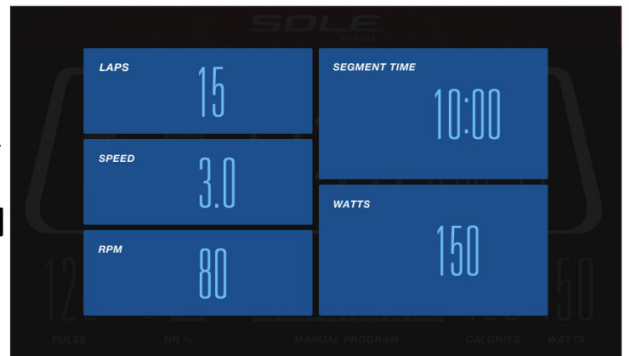 SOLE
LAPS
15
SEGMENT TIME
10:00
SPEED
3.0
WATTS
150
RPM
80
PULSE
HR %
MANUAL PROGRAM
CALORIES
WATTS